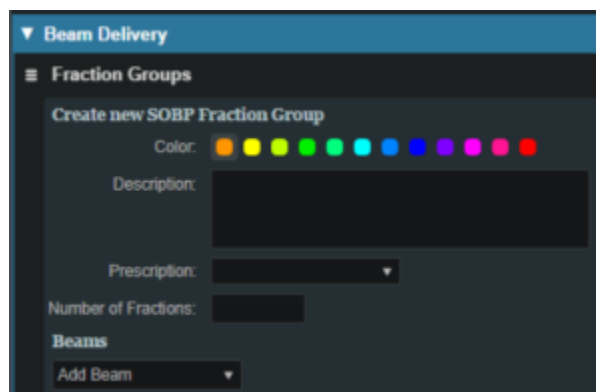 Beam Delivery
Fraction Groups
Create new SOBP Fraction Group
Color:
Description:
Prescription:
Number of Fractions:
Beams
Add Beam